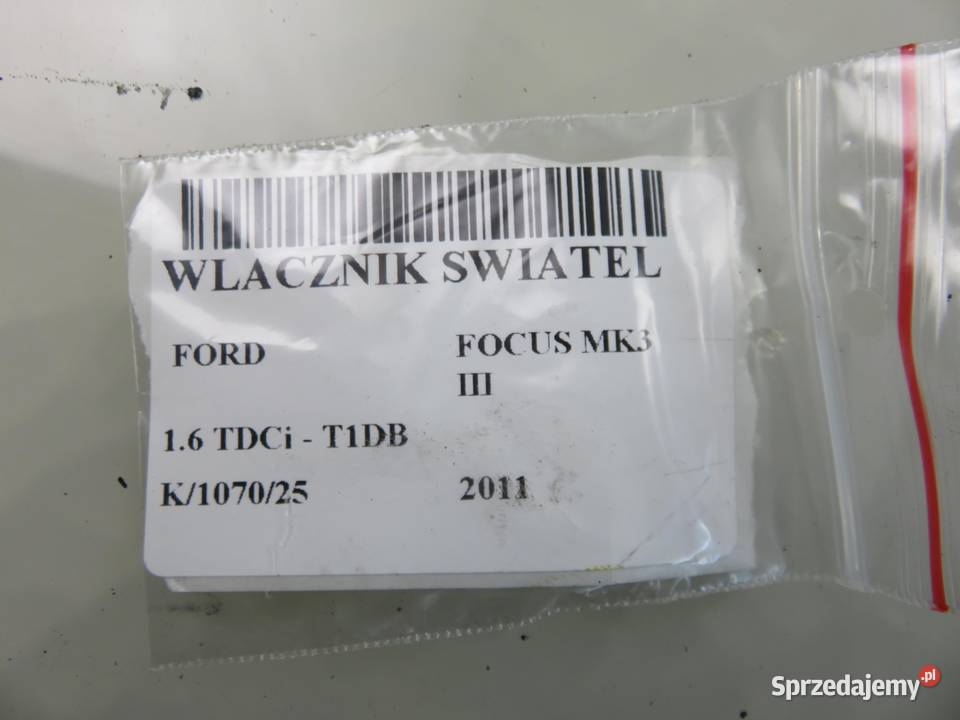 WLACZNIK SWIATEL
FORD FOCUS MK3
III
1.6 TDCi - T1DB
K/1070/25 2011
Sprzedajemy.pl